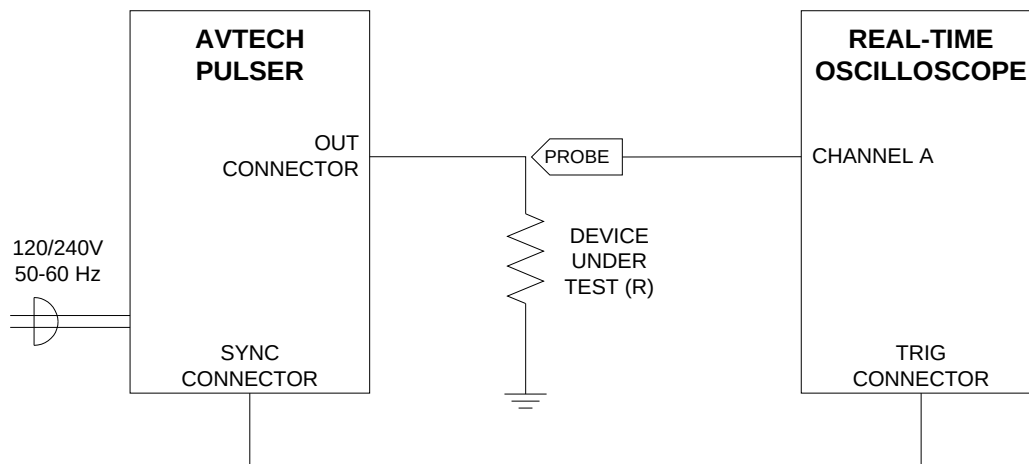 AVTECH
PULSER
REAL-TIME
OSCILLOSCOPE
OUT
CONNECTOR
PROBE
CHANNEL A
120/240V
50-60 Hz
DEVICE
UNDER
TEST (R)
SYNC
CONNECTOR
TRIG
CONNECTOR